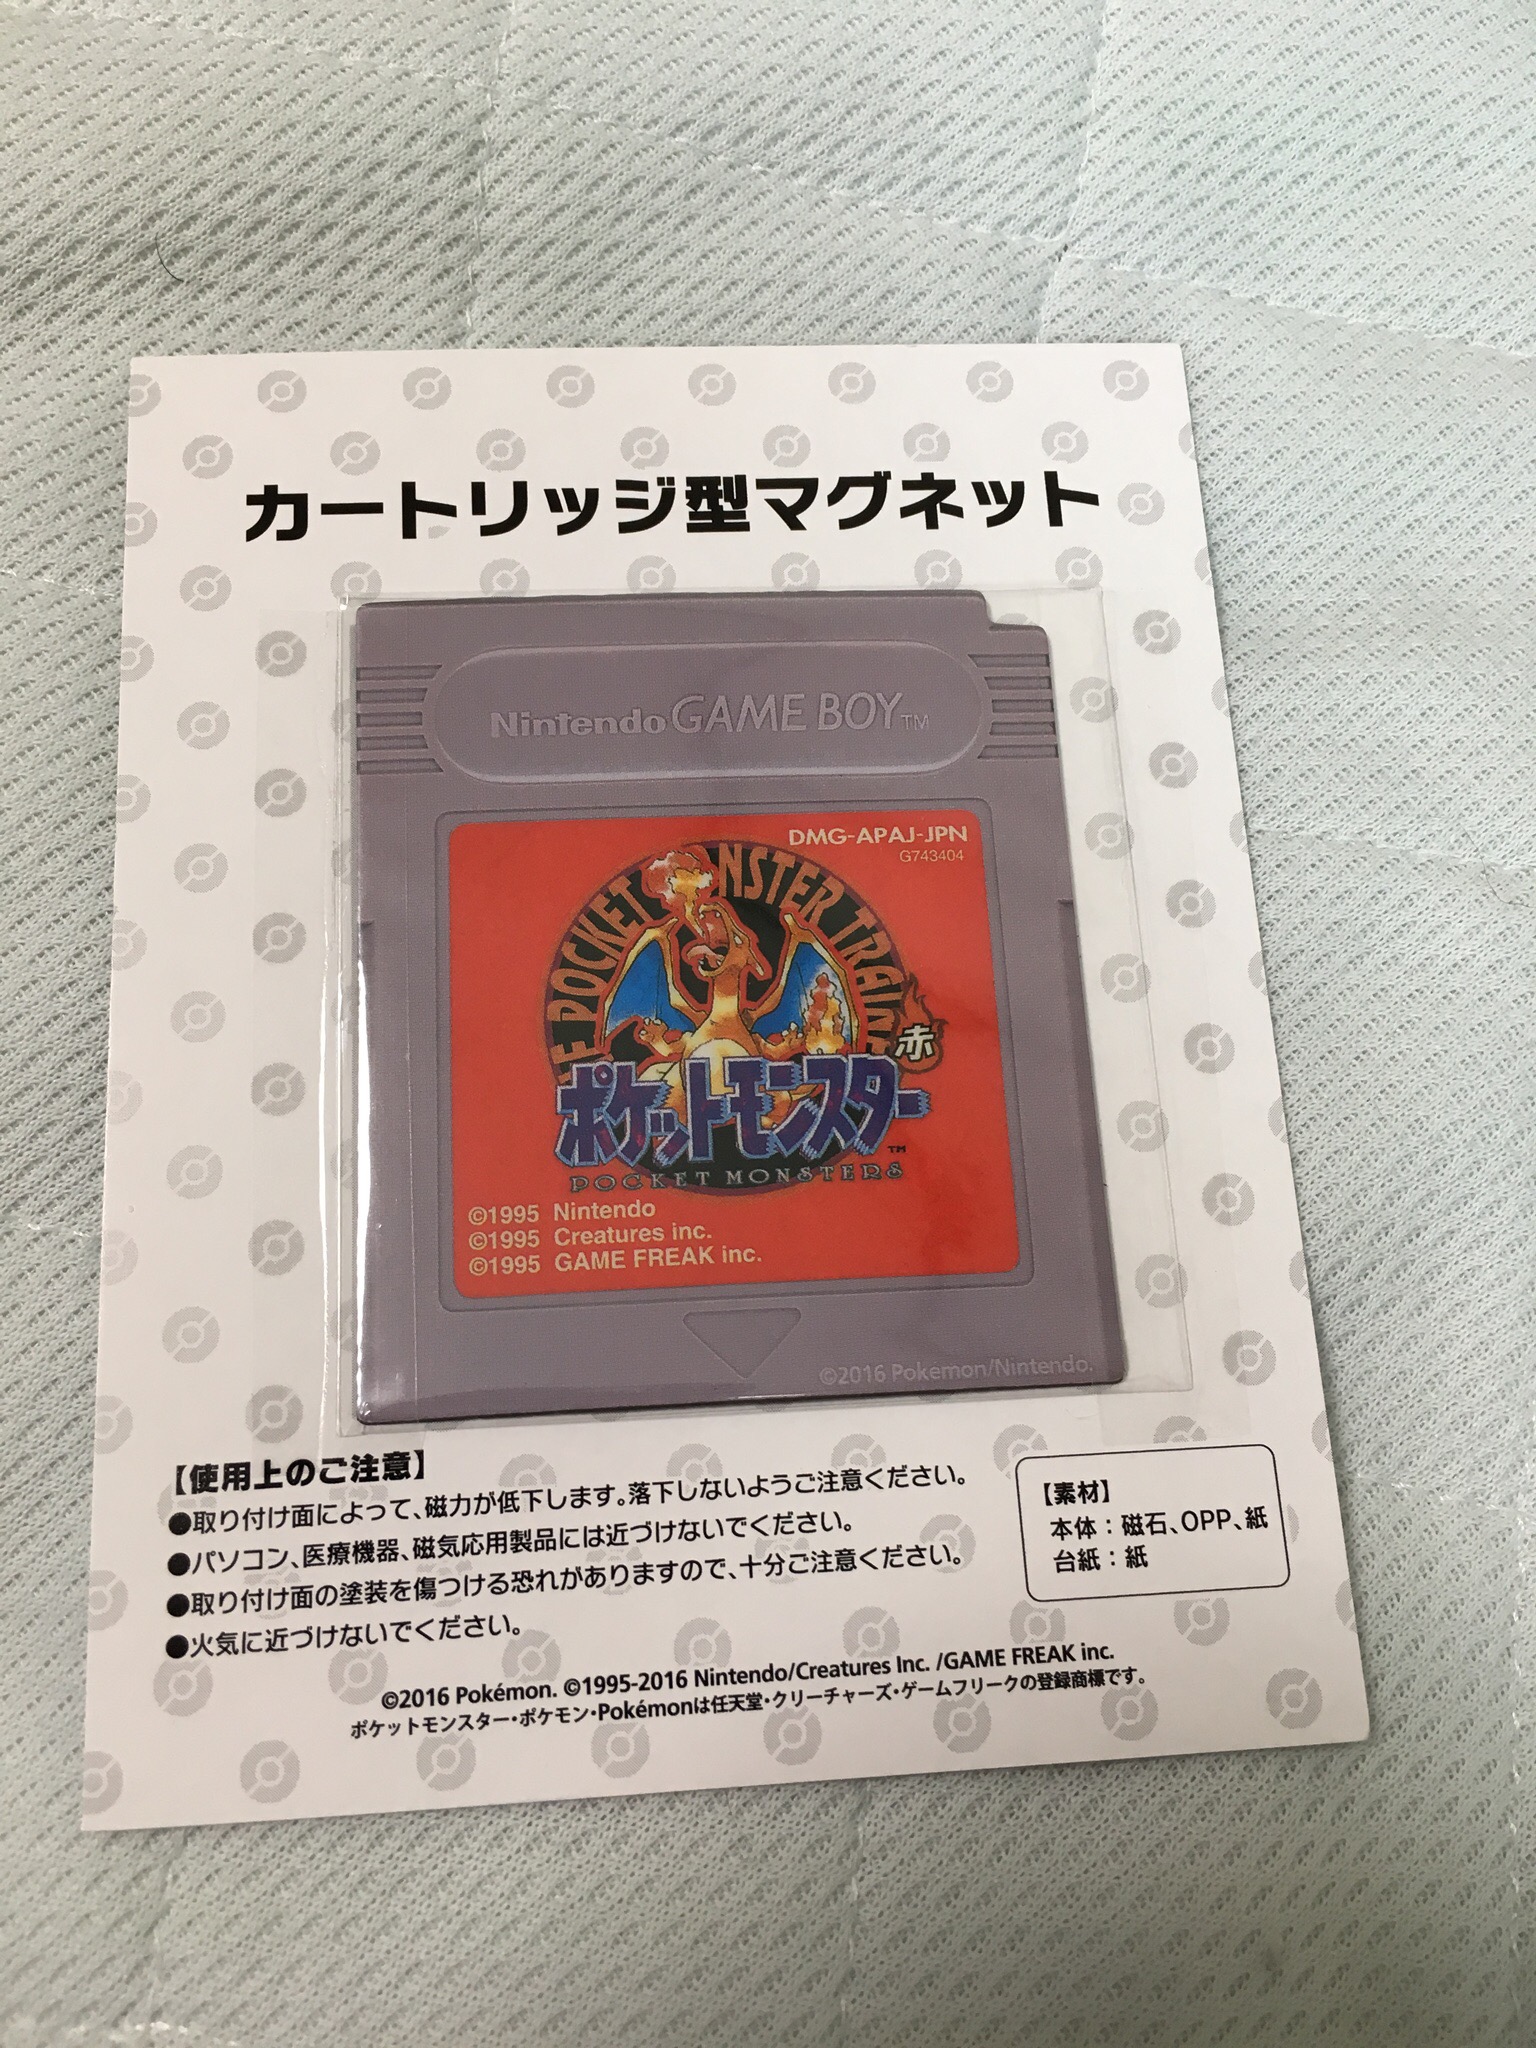 カートリッジ型マグネット
Nintendo GAME BOY TM
DMG-APAJ-JPN
G743404
POCKET MONSTER TRAINE
赤
ポケットモンスター
TM
POCKET MONSTERS
©1995 Nintendo
©1995 Creatures inc.
©1995 GAME FREAK inc.
©2016 Pokemon/Nintendo.
【使用上のご注意】
●取り付け面によって、磁力が低下します。落下しないようご注意ください。
●パソコン、医療機器、磁気応用製品には近づけないでください。
●取り付け面の塗装を傷つける恐れがありますので、十分ご注意ください。
●火気に近づけないでください。
【素材】
本体：磁石、OPP、紙
台紙：紙
©2016 Pokémon. ©1995-2016 Nintendo/Creatures Inc. /GAME FREAK inc.
ポケットモンスター・ポケモン・Pokémonは任天堂・クリーチャーズ・ゲームフリークの登録商標です。